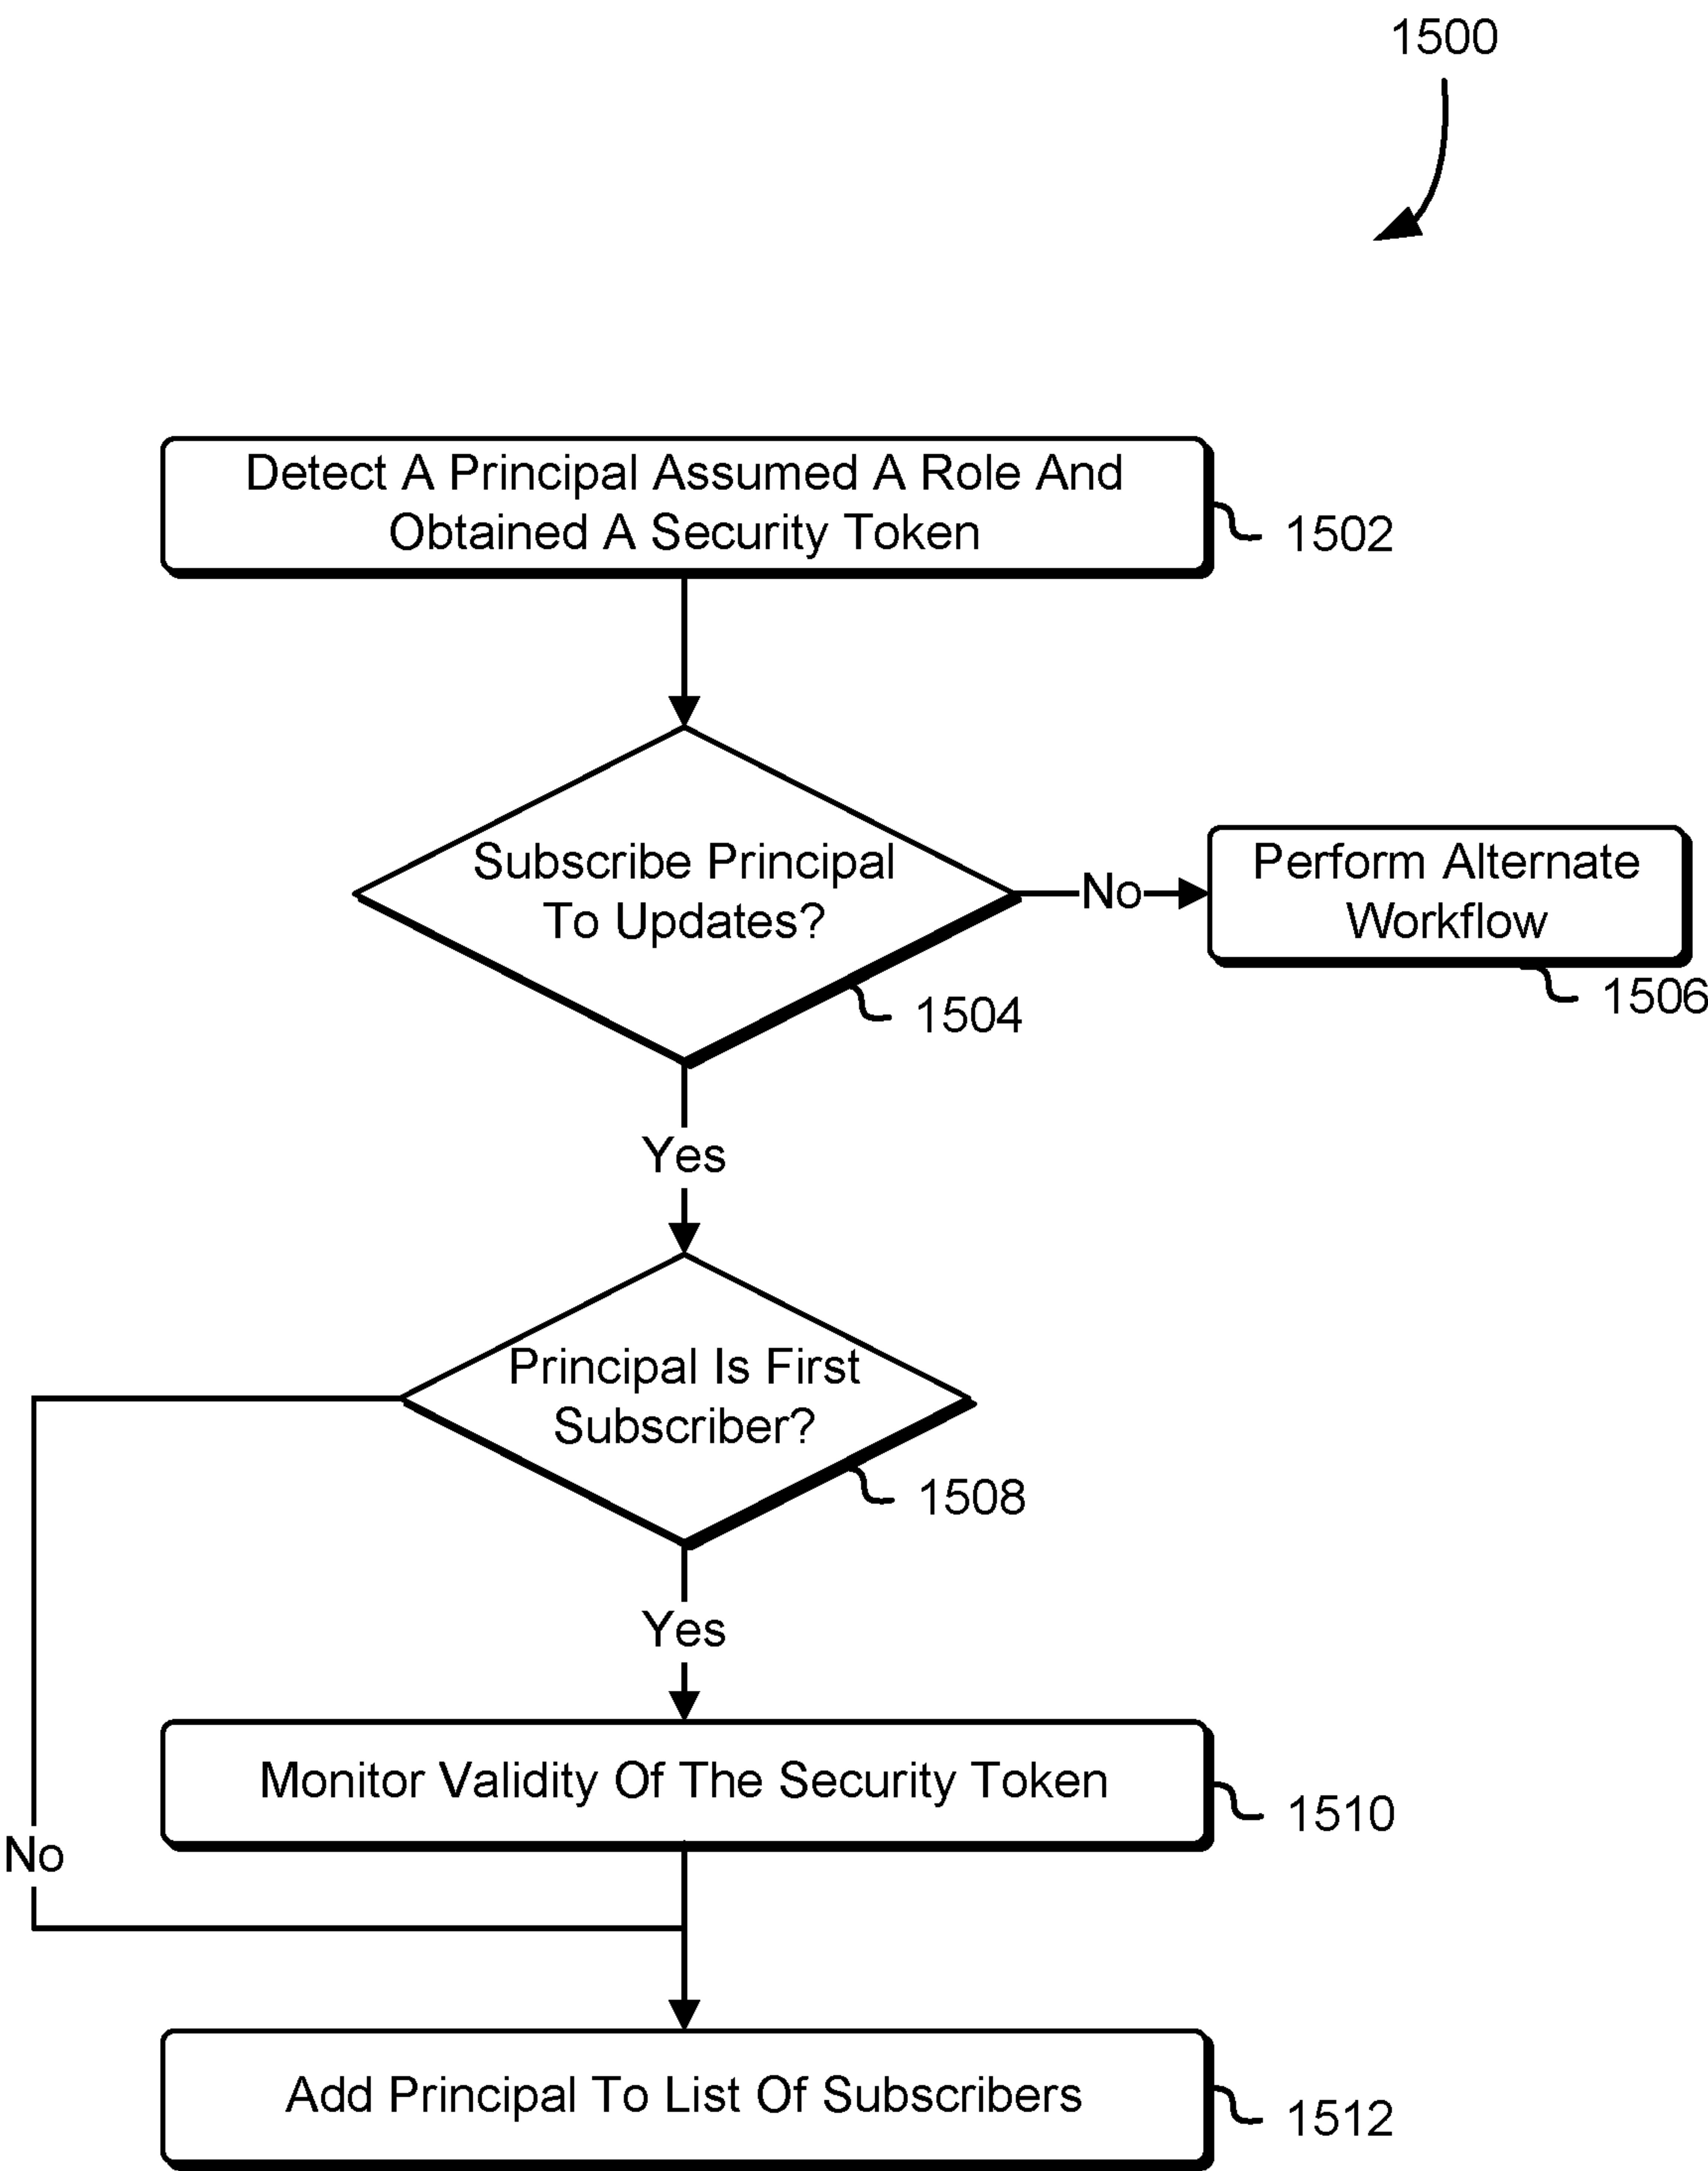 1500
Detect A Principal Assumed A Role And
Obtained A Security Token
1502
Subscribe Principal
To Updates?
1504
No
Perform Alternate
Workflow
1506
Yes
Principal Is First
Subscriber?
1508
Yes
Monitor Validity Of The Security Token
1510
No
Add Principal To List Of Subscribers
1512